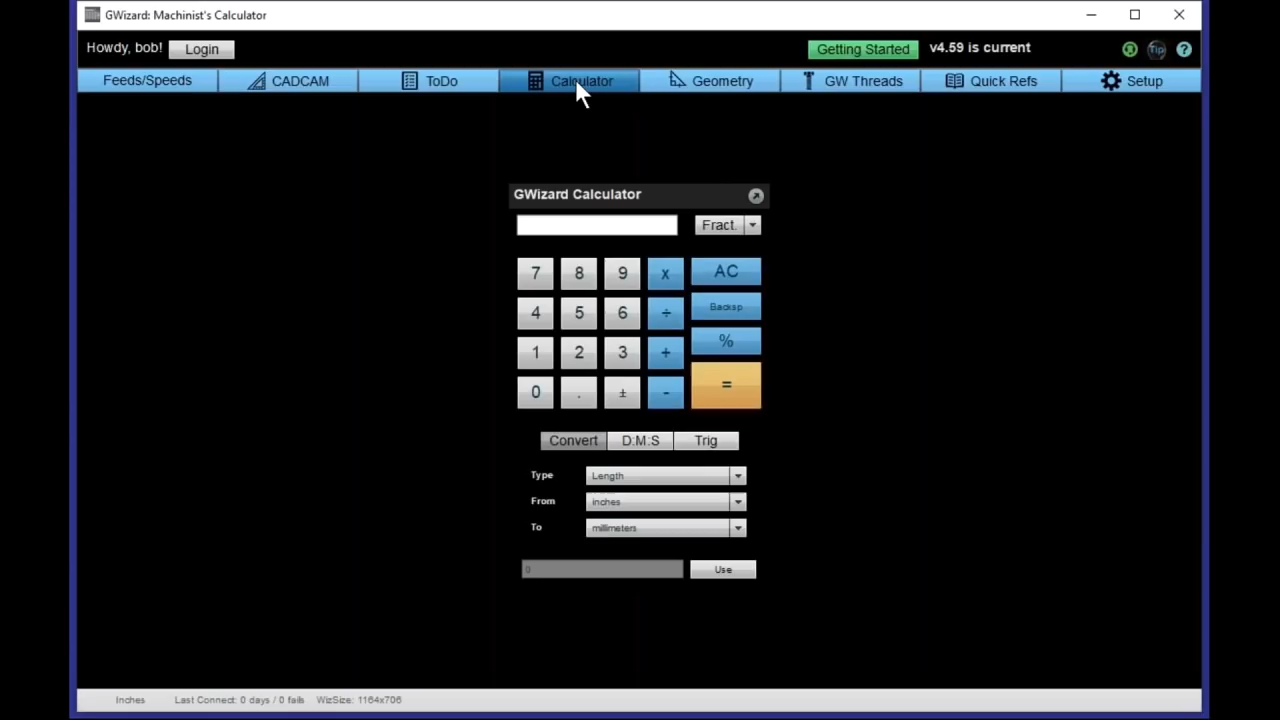 GWizard: Machinist's Calculator
Howdy, bob! Login Getting Started v4.59 is current Tip ?
Feeds/Speeds CADCAM ToDo Calculator Geometry GW Threads Quick Refs Setup
GWizard Calculator
Fract.
7 8 9 x AC
4 5 6 ÷ Backsp
1 2 3 + %
0 . ± - =
Convert D:M:S Trig
Type Length
From inches
To millimeters
0 Use
Inches Last Connect: 0 days / 0 fails WizSize: 1164x706